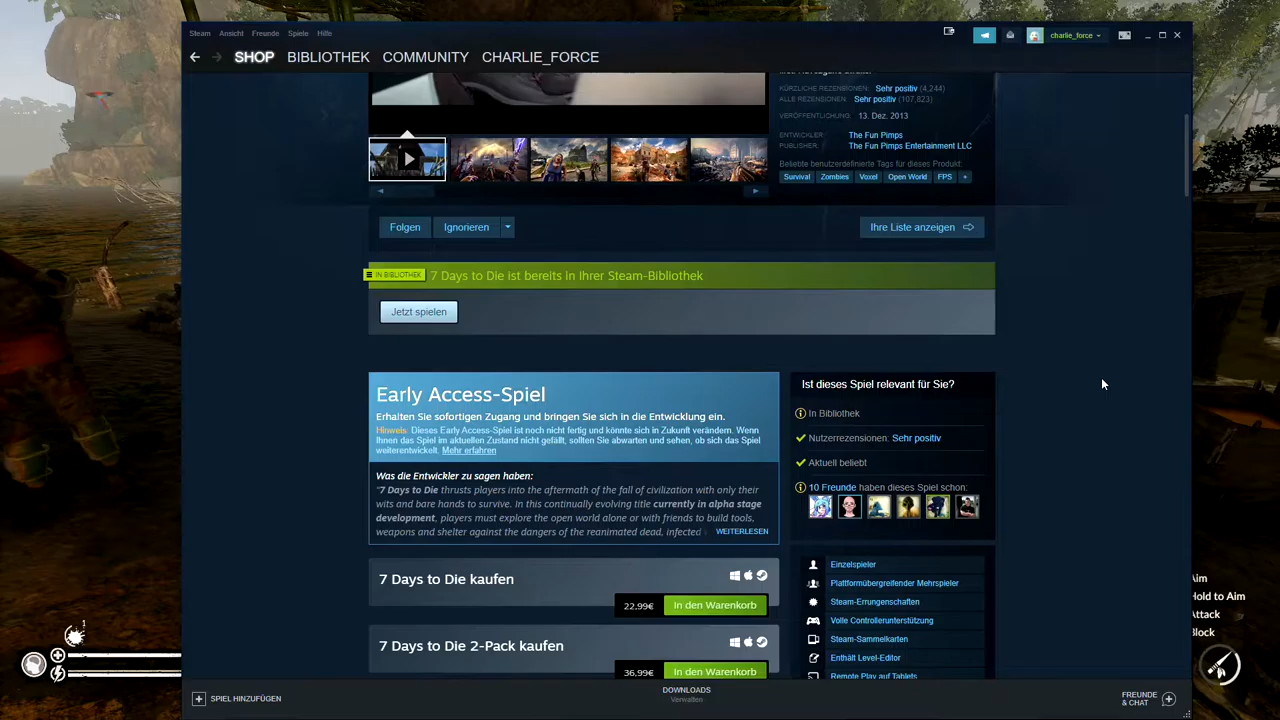 Steam Ansicht Freunde Spiele Hilfe
charlie_force
SHOP BIBLIOTHEK COMMUNITY CHARLIE_FORCE
KÜRZLICHE REZENSIONEN: Sehr positiv (4,244)
ALLE REZENSIONEN: Sehr positiv (107,823)
VERÖFFENTLICHUNG: 13. Dez. 2013
ENTWICKLER: The Fun Pimps
PUBLISHER: The Fun Pimps Entertainment LLC
Beliebte benutzerdefinierte Tags für dieses Produkt:
Survival Zombies Voxel Open World FPS +
Folgen Ignorieren Ihre Liste anzeigen
IN BIBLIOTHEK 7 Days to Die ist bereits in Ihrer Steam-Bibliothek
Jetzt spielen
Early Access-Spiel
Erhalten Sie sofortigen Zugang und bringen Sie sich in die Entwicklung ein.
Hinweis: Dieses Early Access-Spiel ist noch nicht fertig und könnte sich in Zukunft verändern. Wenn
Ihnen das Spiel im aktuellen Zustand nicht gefällt, sollten Sie abwarten und sehen, ob sich das Spiel
weiterentwickelt. Mehr erfahren
Was die Entwickler zu sagen haben:
"7 Days to Die thrusts players into the aftermath of the fall of civilization with only their
wits and bare hands to survive. In this continually evolving title currently in alpha stage
development, players must explore the open world alone or with friends to build tools,
weapons and shelter against the dangers of the reanimated dead, infected
WEITERLESEN
Ist dieses Spiel relevant für Sie?
In Bibliothek
Nutzerrezensionen: Sehr positiv
Aktuell beliebt
10 Freunde haben dieses Spiel schon:
7 Days to Die kaufen
22,99€ In den Warenkorb
7 Days to Die 2-Pack kaufen
36,99€ In den Warenkorb
Einzelspieler
Plattformübergreifender Mehrspieler
Steam-Errungenschaften
Volle Controllerunterstützung
Steam-Sammelkarten
Enthält Level-Editor
Remote Play auf Tablets
Aim
Hold to Aim
Attack
Block
1
SPIEL HINZUFÜGEN
DOWNLOADS
Verwalten
FREUNDE
& CHAT